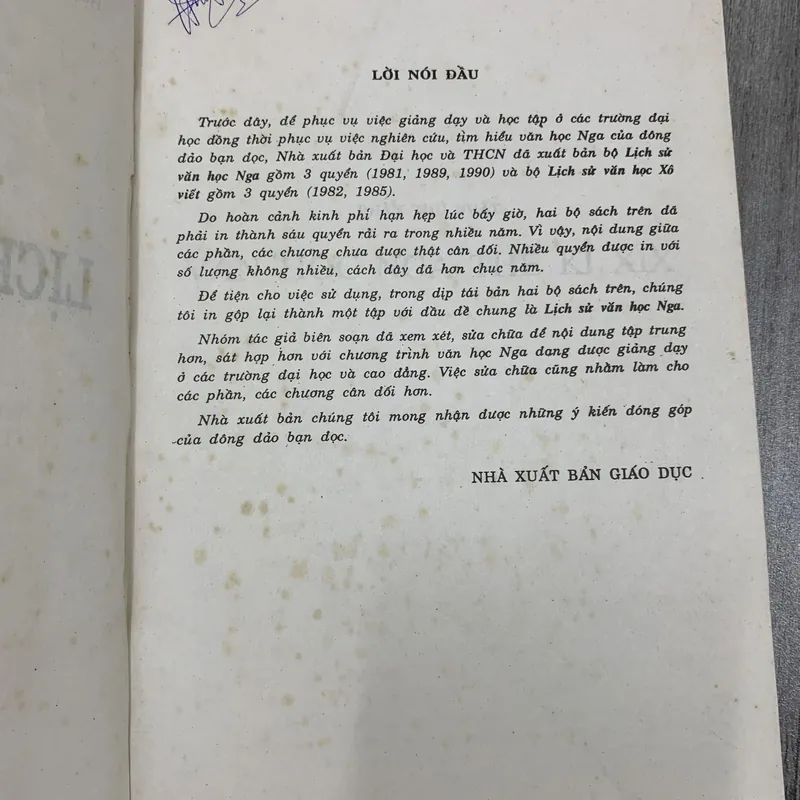 LỜI NÓI ĐẦU
Trước đây, để phục vụ việc giảng dạy và học tập ở các trường đại
học đồng thời phục vụ việc nghiên cứu, tìm hiểu văn học Nga của đông
đảo bạn đọc, Nhà xuất bản Đại học và THCN đã xuất bản bộ Lịch sử
văn học Nga gồm 3 quyển (1981, 1989, 1990) và bộ Lịch sử văn học Xô
viết gồm 3 quyển (1982, 1985).
Do hoàn cảnh kinh phí hạn hẹp lúc bấy giờ, hai bộ sách trên đã
phải in thành sáu quyển rải ra trong nhiều năm. Vì vậy, nội dung giữa
các phần, các chương chưa được thật cân đối. Nhiều quyển được in với
số lượng không nhiều, cách đây đã hơn chục năm.
Để tiện cho việc sử dụng, trong dịp tái bản hai bộ sách trên, chúng
tôi in gộp lại thành một tập với đầu đề chung là Lịch sử văn học Nga.
Nhóm tác giả biên soạn đã xem xét, sửa chữa để nội dung tập trung
hơn, sát hợp hơn với chương trình văn học Nga đang được giảng dạy
ở các trường đại học và cao đẳng. Việc sửa chữa cũng nhằm làm cho
các phần, các chương cân đối hơn.
Nhà xuất bản chúng tôi mong nhận được những ý kiến đóng góp
của đông đảo bạn đọc.
NHÀ XUẤT BẢN GIÁO DỤC